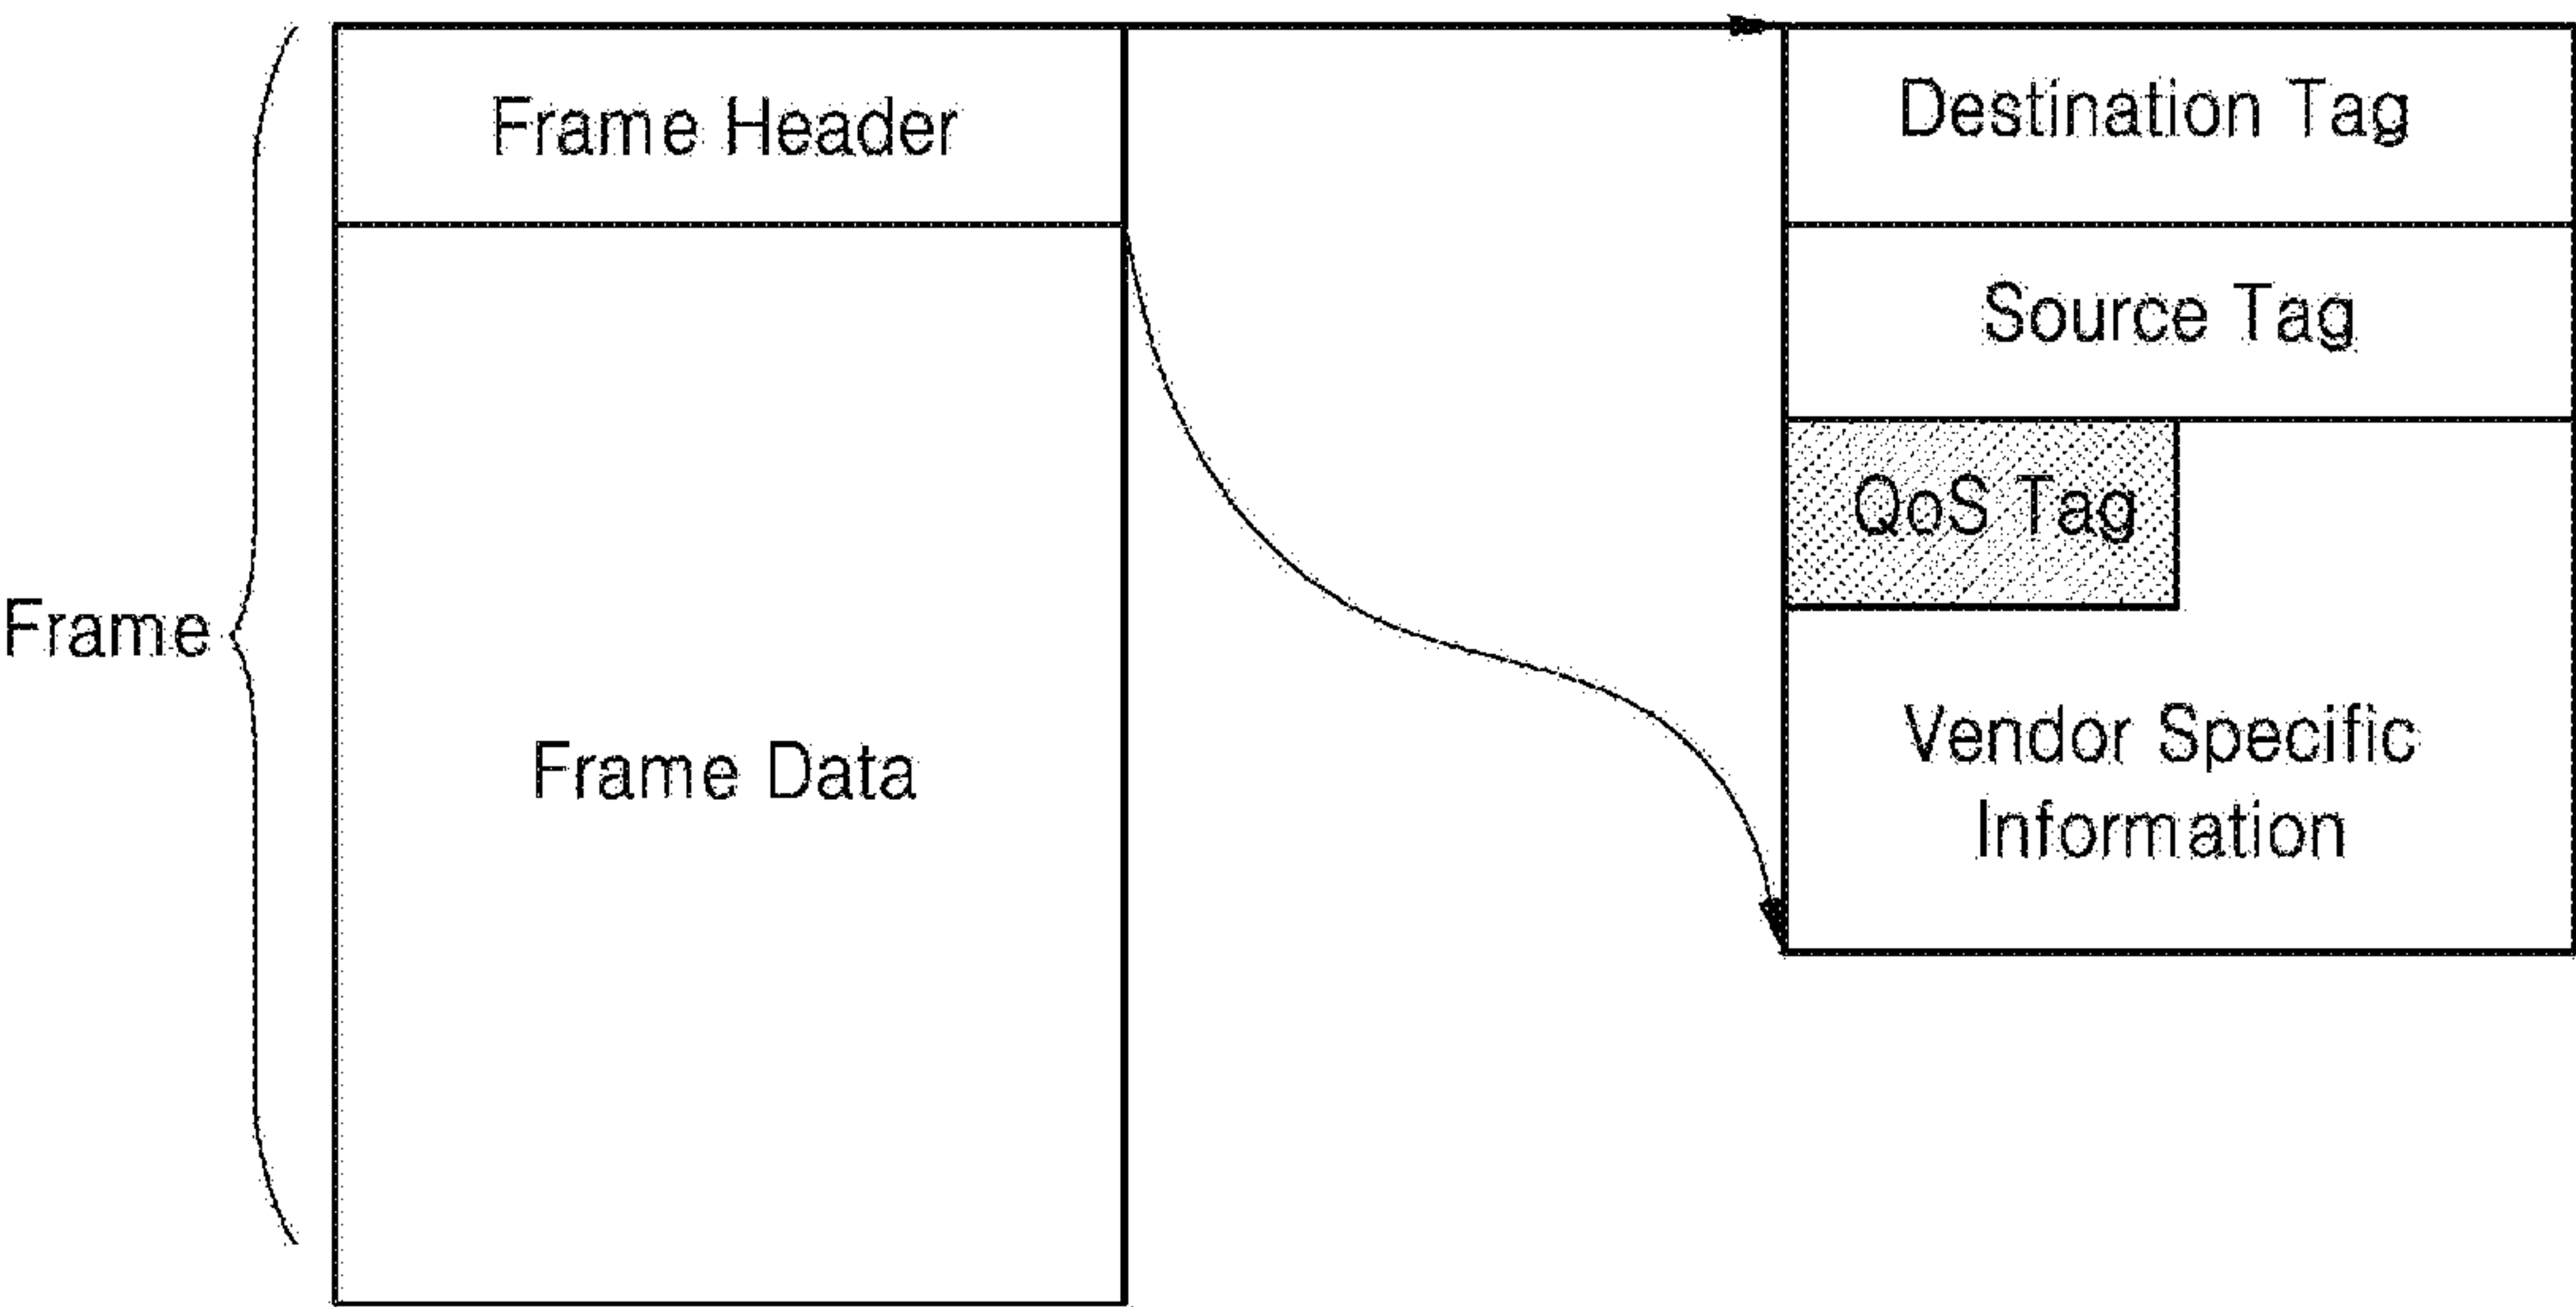 Frame
Frame Header
Frame Data
Destination Tag
Source Tag
QoS Tag
Vendor Specific
Information